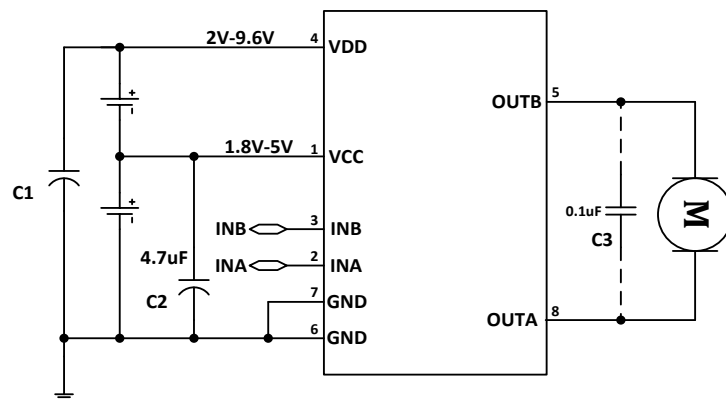 2V-9.6V
4
VDD
5
OUTB
1.8V-5V
1
VCC
C1
0.1uF
C3
M
INB
3
INB
4.7uF
INA
2
INA
C2
7
GND
6
GND
8
OUTA